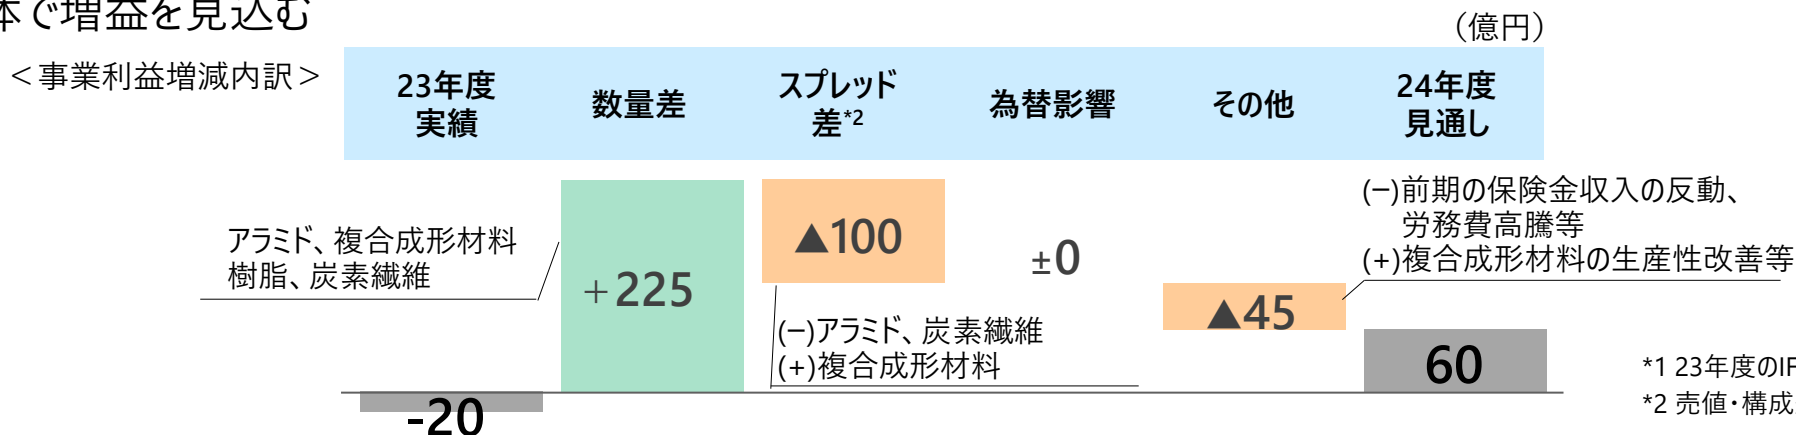 体で増益を見込む
（億円）
＜事業利益増減内訳＞
23年度
実績
数量差
スプレッド
差*2
為替影響
その他
24年度
見通し
アラミド、複合成形材料
樹脂、炭素繊維
＋225
▲100
(－)アラミド、炭素繊維
(+)複合成形材料
±0
▲45
(－)前期の保険金収入の反動、
労務費高騰等
(+)複合成形材料の生産性改善等
-20
60
*1 23年度のIF
*2 売値・構成